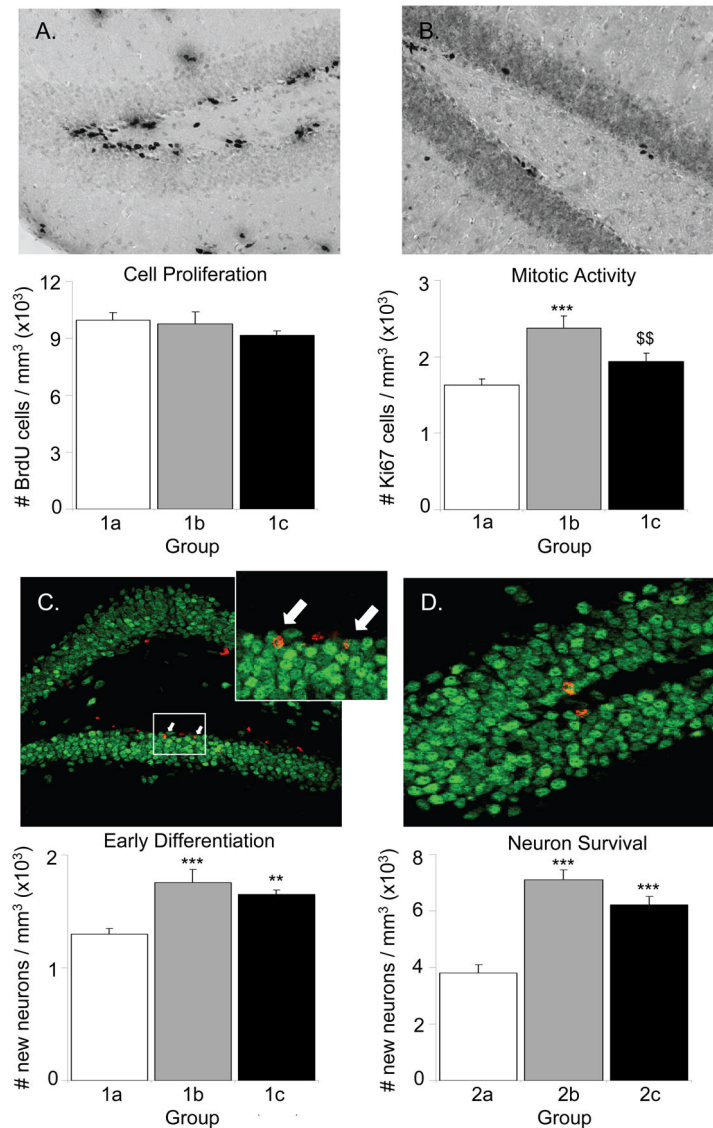 A.
B.
Cell Proliferation
# BrdU cells / mm³ (x10³)
12
9
6
3
0
1a 1b 1c
Group
Mitotic Activity
# Ki67 cells / mm³ (x10³)
3
2
1
0
***
$$
1a 1b 1c
Group
C.
D.
Early Differentiation
# new neurons / mm³ (x10³)
2
1
0
***
**
1a 1b 1c
Group
Neuron Survival
# new neurons / mm³ (x10³)
8
6
4
2
0
***
***
2a 2b 2c
Group